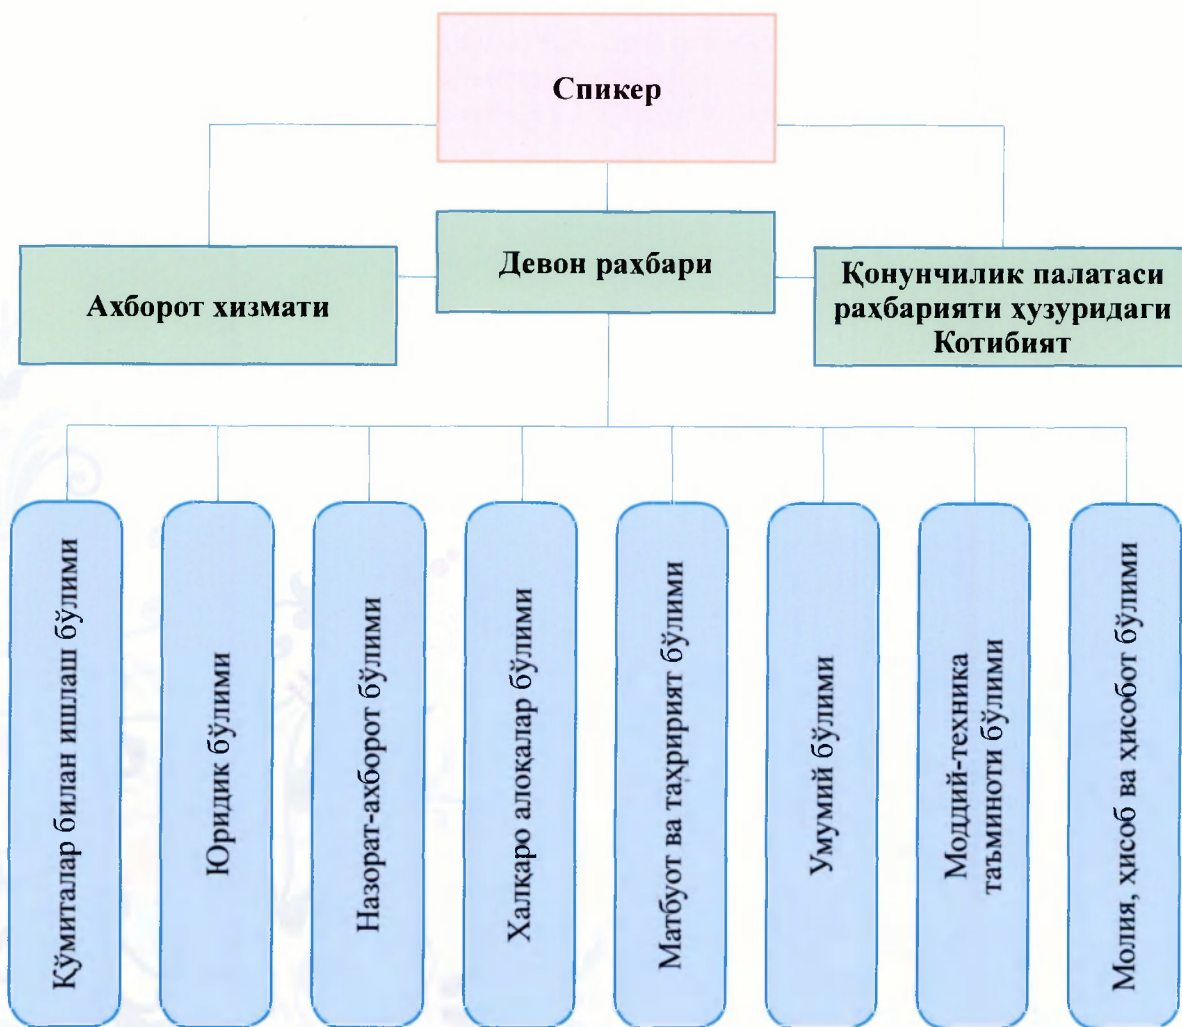 Спикер
Девон раҳбари
Ахборот хизмати
Қонунчилик палатаси
раҳбарияти ҳузуридаги
Котибият
Қўмиталар билан ишлаш бўлими
Юридик бўлими
Назорат-ахборот бўлими
Халқаро алоқалар бўлими
Матбуот ва таҳририят бўлими
Умумий бўлими
Моддий-техника
таъминоти бўлими
Молия, ҳисоб ва ҳисобот бўлими